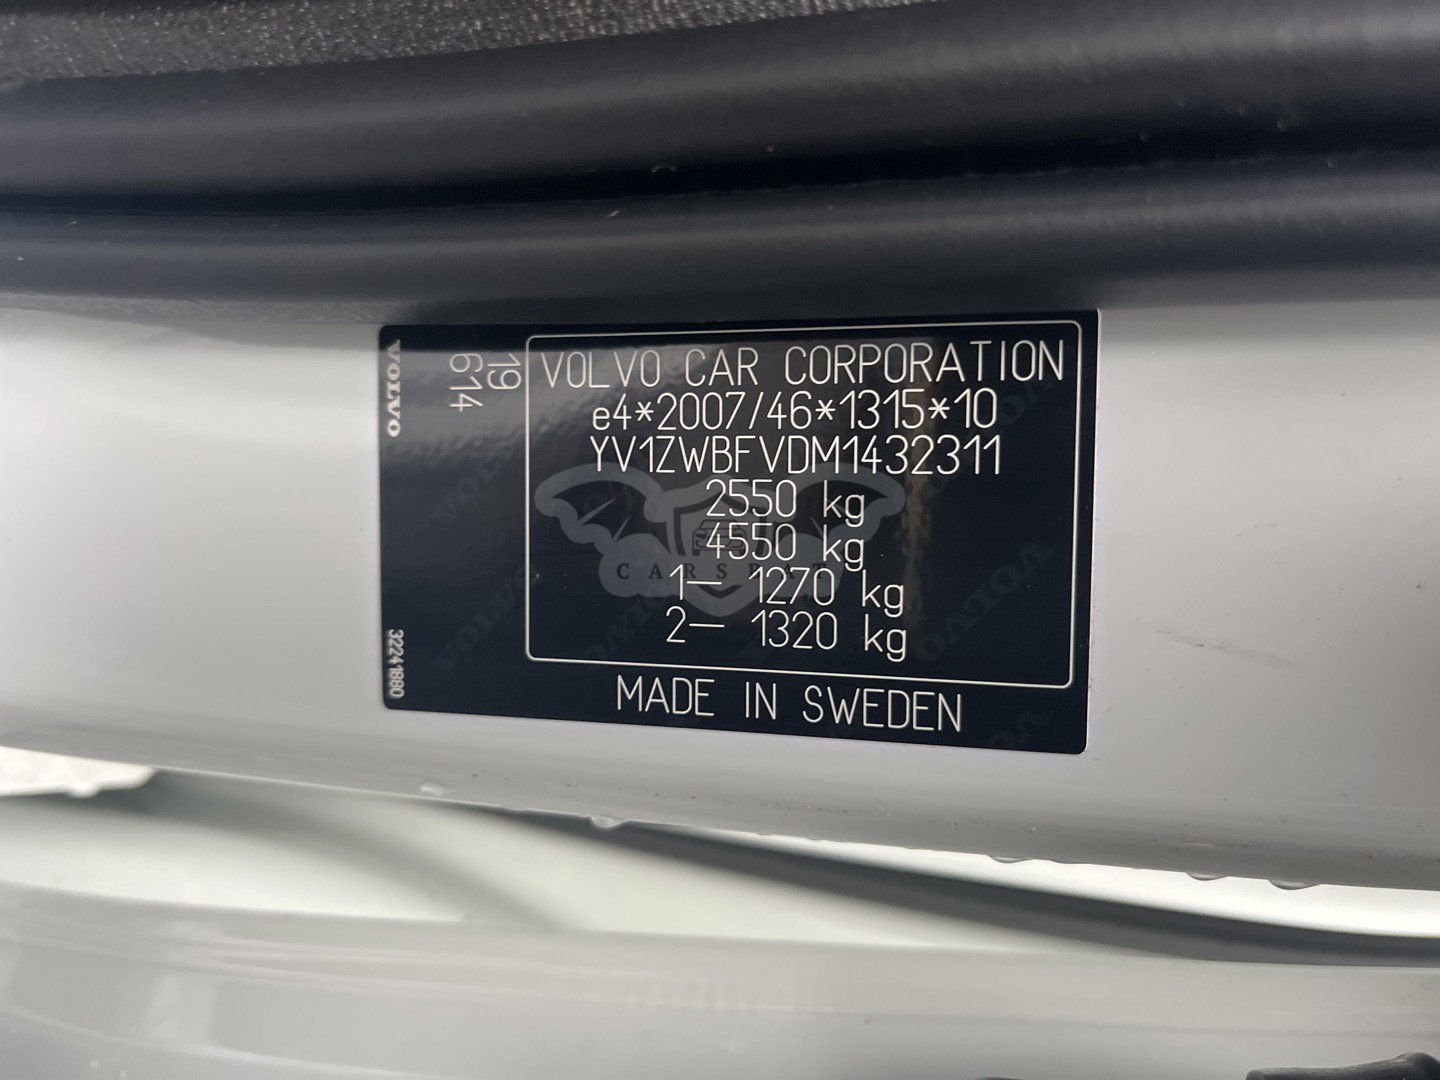 VOLVO
19
614
32241880
VOLVO CAR CORPORATION
e4*2007/46*1315*10
YV1ZWBFVDM1432311
2550 kg
4550 kg
1— 1270 kg
2— 1320 kg
MADE IN SWEDEN
CARSBAT